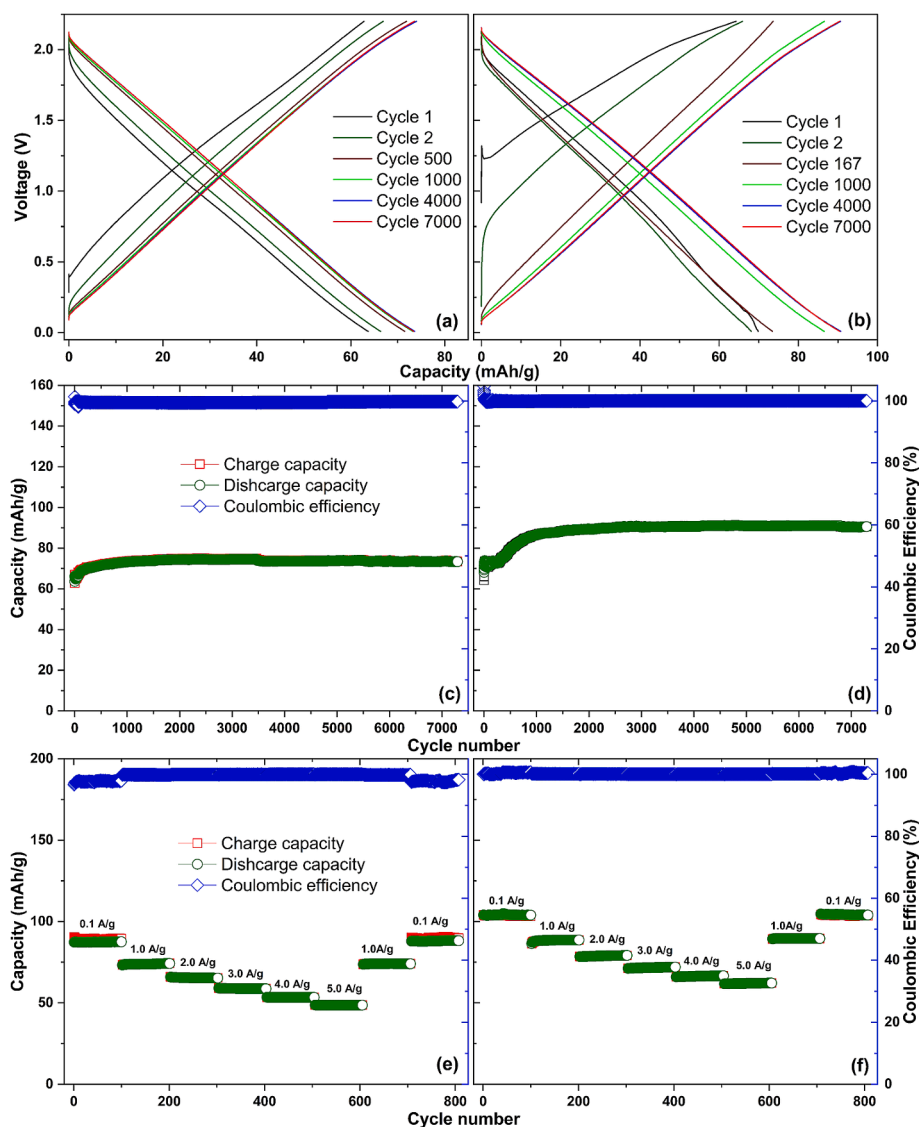 2.0
1.5
1.0
0.5
0.0
Voltage (V)
Cycle 1
Cycle 2
Cycle 500
Cycle 1000
Cycle 4000
Cycle 7000
(a)
0 20 40 60 80
Cycle 1
Cycle 2
Cycle 167
Cycle 1000
Cycle 4000
Cycle 7000
(b)
0 20 40 60 80 100
Capacity (mAh/g)
160
140
120
100
80
60
40
20
0
Capacity (mAh/g)
Charge capacity
Dishcarge capacity
Coulombic efficiency
(c)
0 1000 2000 3000 4000 5000 6000 7000
(d)
0 1000 2000 3000 4000 5000 6000 7000
100
80
60
40
20
0
Coulombic Efficiency (%)
Cycle number
200
150
100
50
0
Capacity (mAh/g)
Charge capacity
Dishcarge capacity
Coulombic efficiency
0.1 A/g
1.0 A/g
2.0 A/g
3.0 A/g
4.0 A/g
5.0 A/g
1.0A/g
0.1 A/g
(e)
0 200 400 600 800
0.1 A/g
1.0 A/g
2.0 A/g
3.0 A/g
4.0 A/g
5.0 A/g
1.0A/g
0.1 A/g
(f)
0 200 400 600 800
100
80
60
40
20
0
Coulombic Efficiency (%)
Cycle number